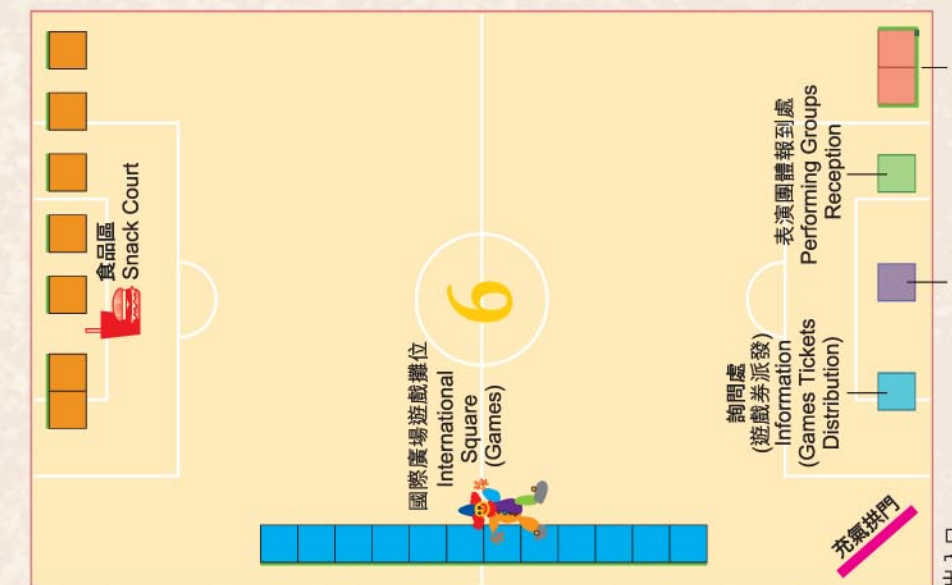 食品區
Snack Court
6
國際廣場遊戲攤位
International
Square
(Games)
表演團體報到處
Performing Groups
Reception
詢問處
(遊戲券派發)
Information
(Games Tickets
Distribution)
充氣拱門